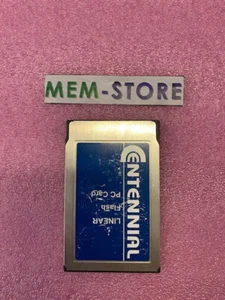 MEM-STORE
CENTENNIAL
LINEAR
Flash
PC Card